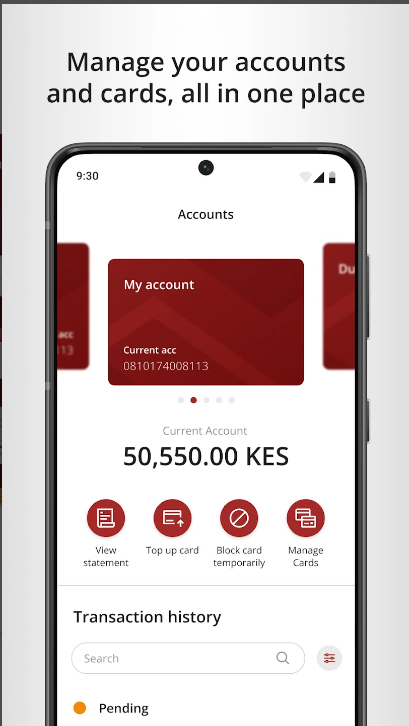 Manage your accounts
and cards, all in one place
9:30
Accounts
My account
Du
acc
113
Current acc
0810174008113
Current Account
50,550.00 KES
View
statement
Top up card
Block card
temporarily
Manage
Cards
Transaction history
Search
Pending